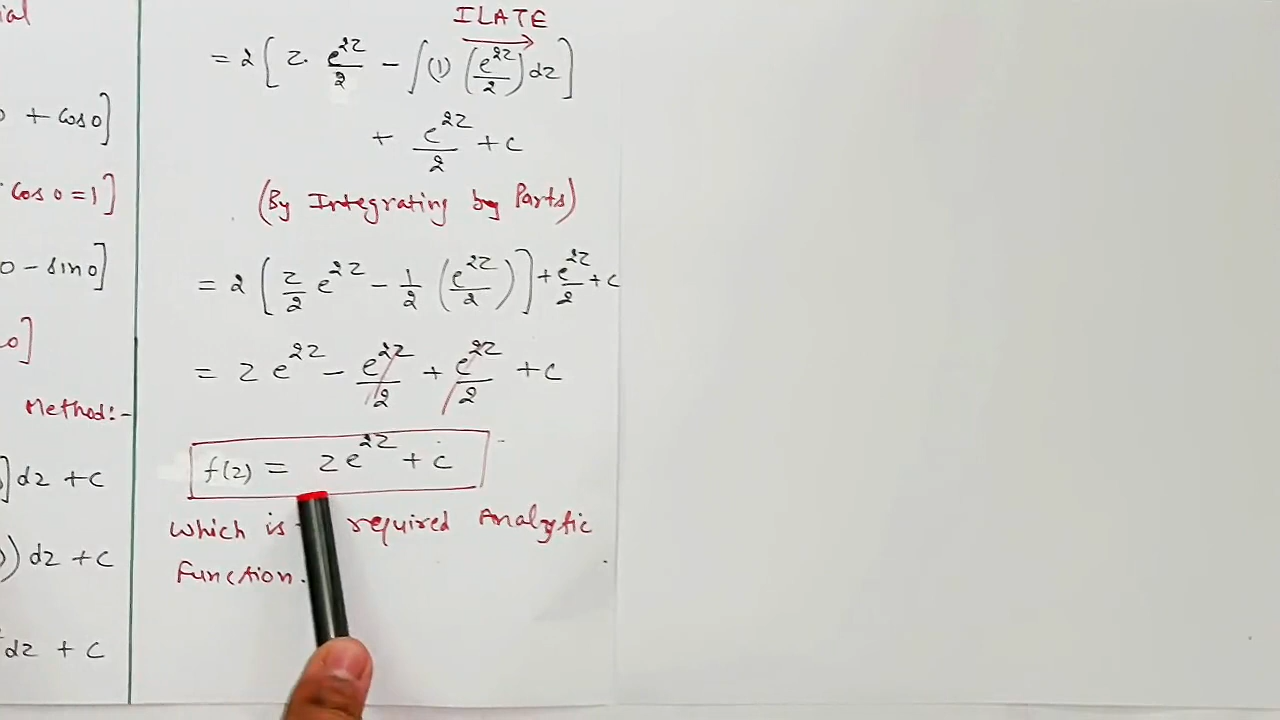 ial
+ cos 0]
cos 0 = 1]
0 - sin 0]
0]
Method:-
] dz + c
) dz + c
dz + c
ILATE
= 2 [ z. e^{2z}/2 - ∫(1) (e^{2z}/2) dz ]
+ e^{2z}/2 + c
(By Integrating by Parts)
= 2 [ z/2 e^{2z} - 1/2 (e^{2z}/2) ] + e^{2z}/2 + c
= z e^{2z} - e^{2z}/2 + e^{2z}/2 + c
f(z) = z e^{2z} + c
which is required Analytic
Function.